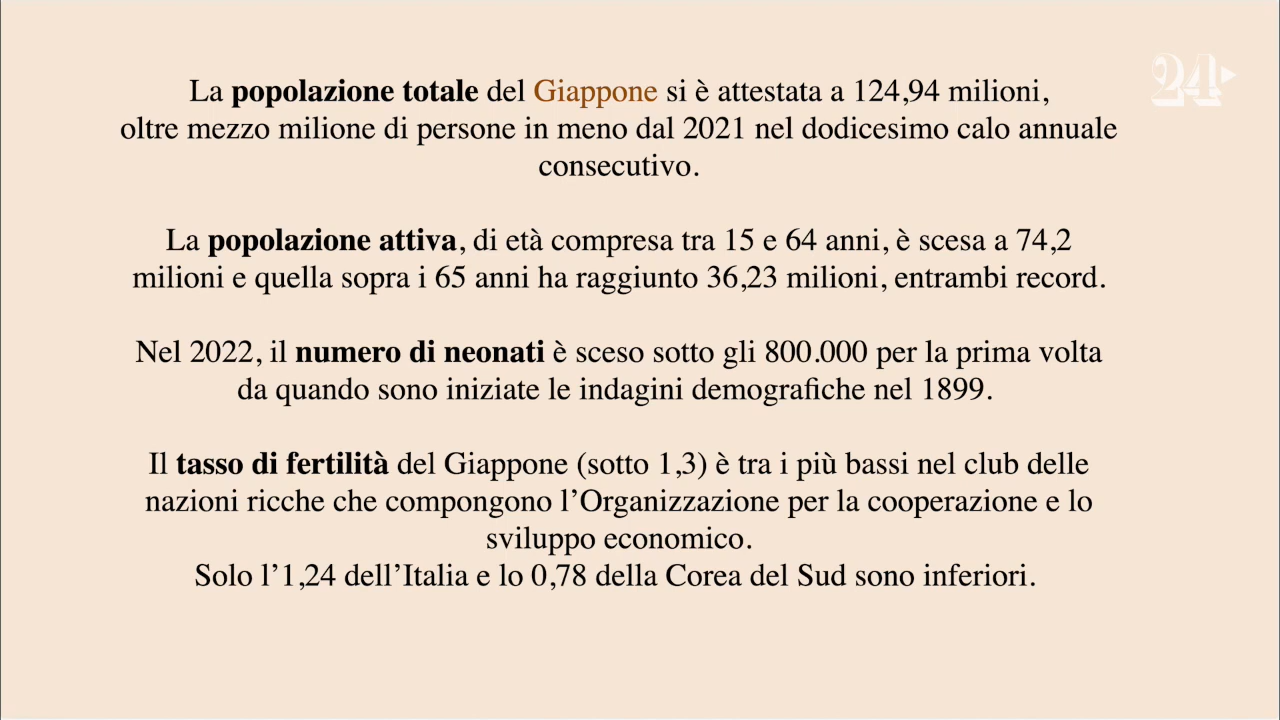 24
La popolazione totale del Giappone si è attestata a 124,94 milioni,
oltre mezzo milione di persone in meno dal 2021 nel dodicesimo calo annuale
consecutivo.
La popolazione attiva, di età compresa tra 15 e 64 anni, è scesa a 74,2
milioni e quella sopra i 65 anni ha raggiunto 36,23 milioni, entrambi record.
Nel 2022, il numero di neonati è sceso sotto gli 800.000 per la prima volta
da quando sono iniziate le indagini demografiche nel 1899.
Il tasso di fertilità del Giappone (sotto 1,3) è tra i più bassi nel club delle
nazioni ricche che compongono l’Organizzazione per la cooperazione e lo
sviluppo economico.
Solo l’1,24 dell’Italia e lo 0,78 della Corea del Sud sono inferiori.